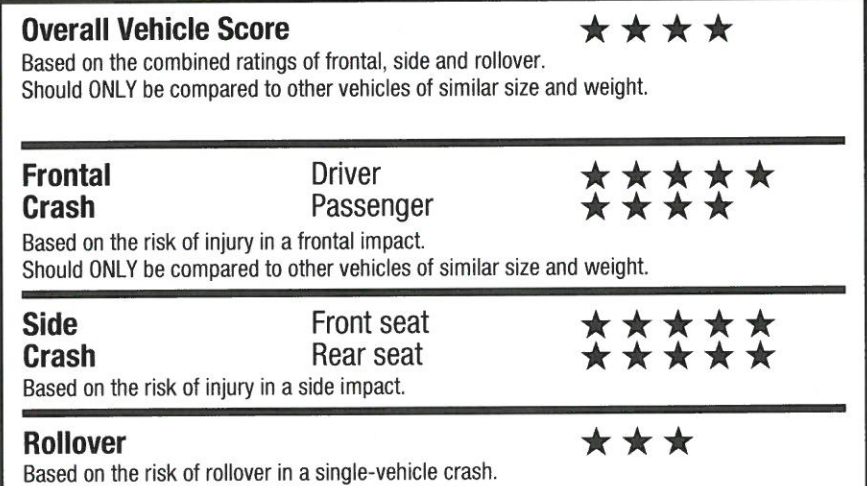 Overall Vehicle Score ★ ★ ★ ★
Based on the combined ratings of frontal, side and rollover.
Should ONLY be compared to other vehicles of similar size and weight.
Frontal Driver ★ ★ ★ ★ ★
Crash Passenger ★ ★ ★ ★
Based on the risk of injury in a frontal impact.
Should ONLY be compared to other vehicles of similar size and weight.
Side Front seat ★ ★ ★ ★ ★
Crash Rear seat ★ ★ ★ ★ ★
Based on the risk of injury in a side impact.
Rollover ★ ★ ★
Based on the risk of rollover in a single-vehicle crash.